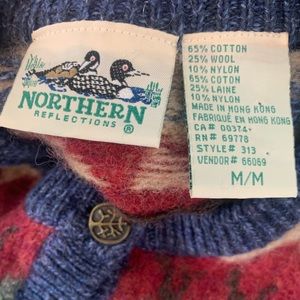 NORTHERN
REFLECTIONS ®
65% COTTON
25% WOOL
10% NYLON
65% COTON
25% LAINE
10% NYLON
MADE IN HONG KONG
FABRIQUÉ EN HONG KONG
CA# 00374
RN# 69778
STYLE# 313
VENDOR# 66069
M/M